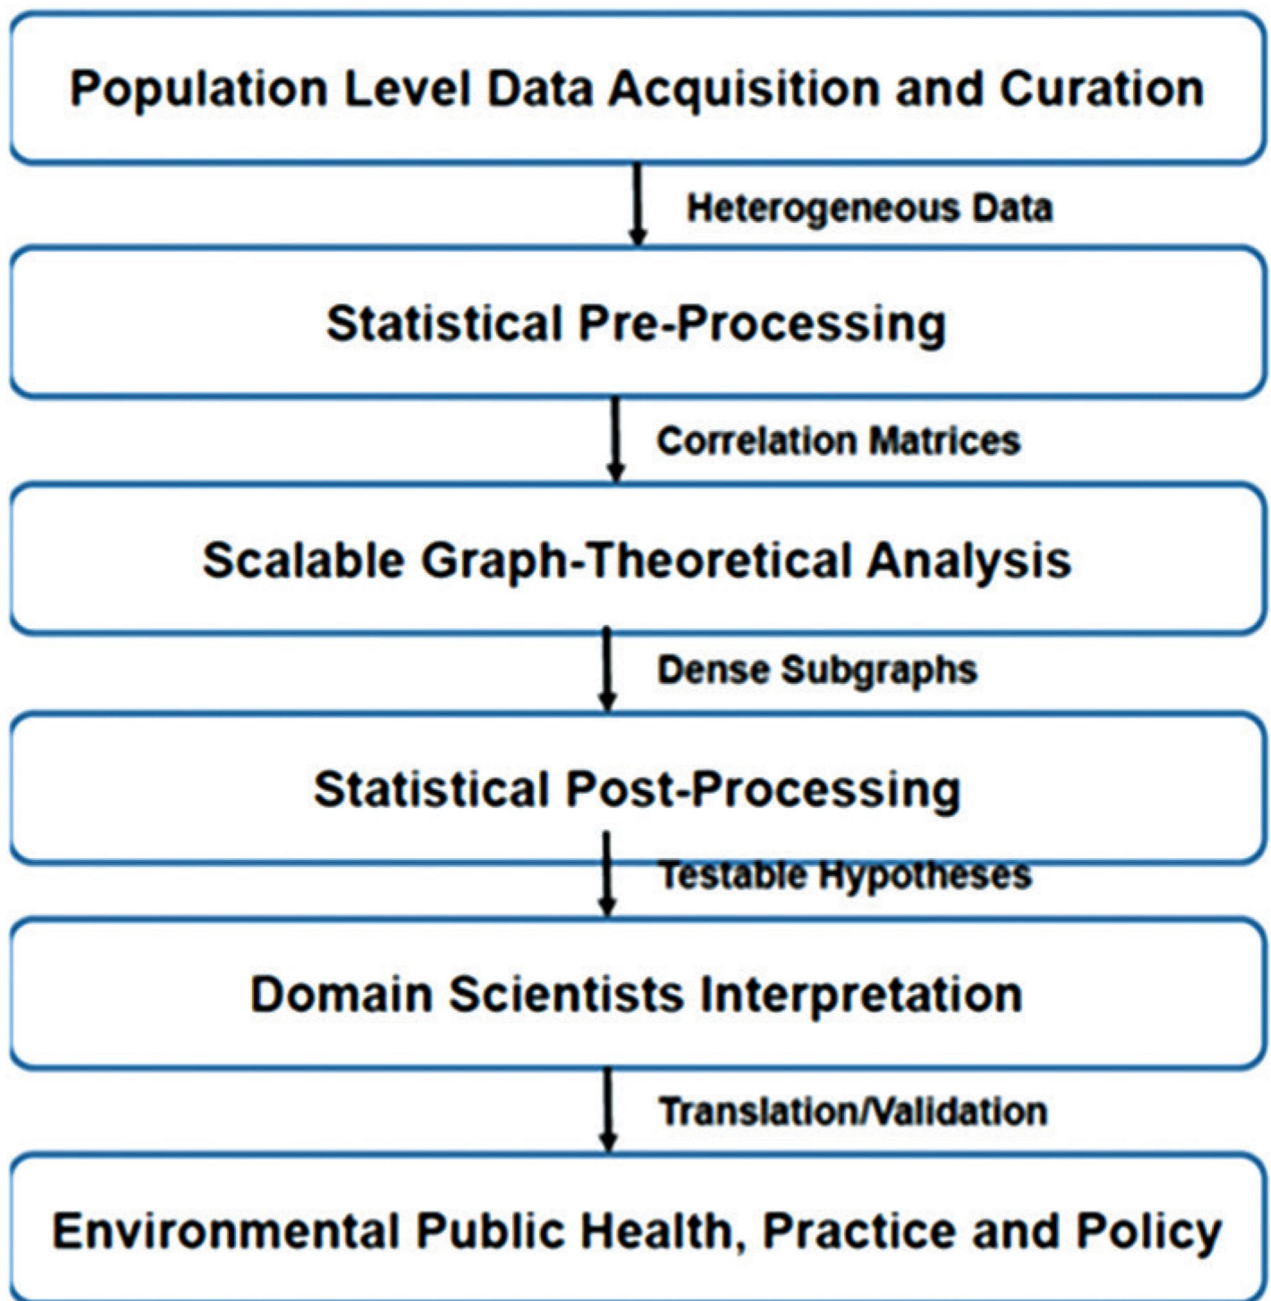 Population Level Data Acquisition and Curation
Heterogeneous Data
Statistical Pre-Processing
Correlation Matrices
Scalable Graph-Theoretical Analysis
Dense Subgraphs
Statistical Post-Processing
Testable Hypotheses
Domain Scientists Interpretation
Translation/Validation
Environmental Public Health, Practice and Policy